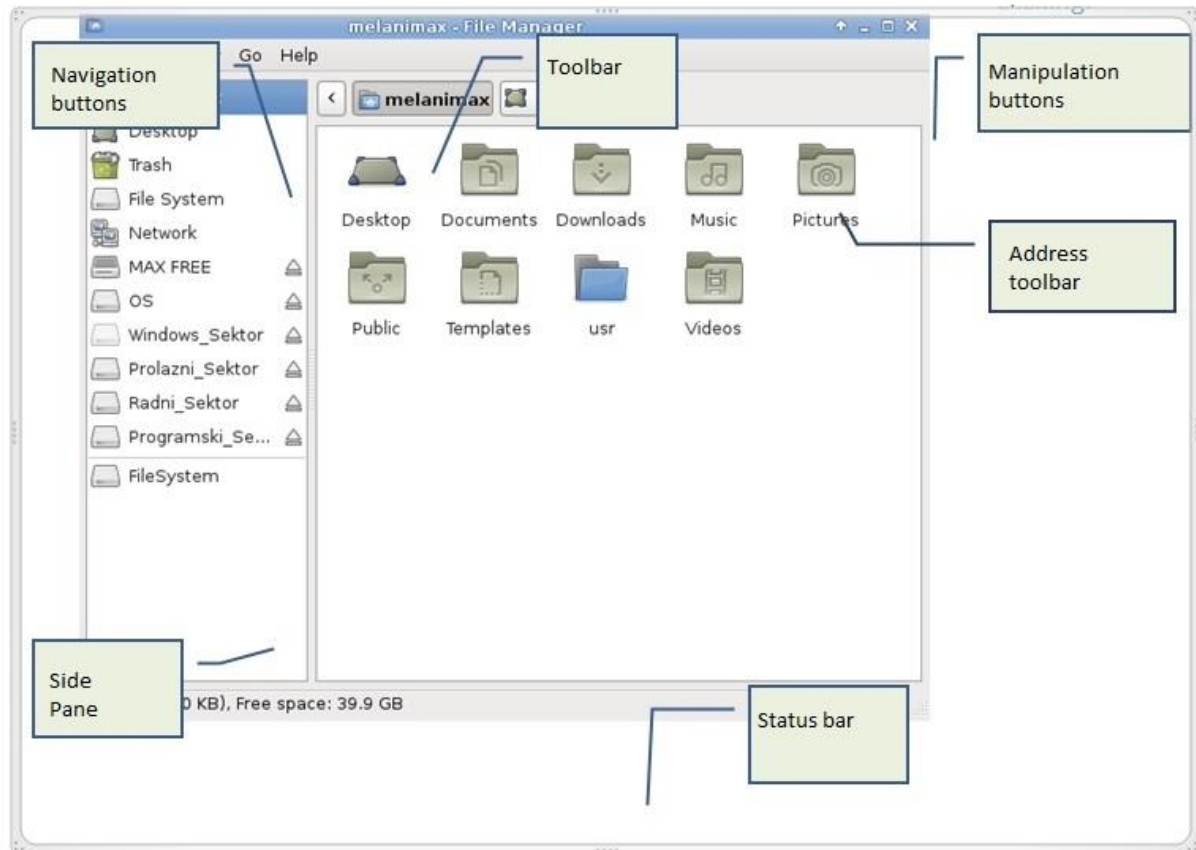 melanimax - File Manager
Go Help
Navigation
buttons
Toolbar
Manipulation
buttons
melanimax
Desktop
Trash
File System
Network
MAX FREE
OS
Windows_Sektor
Prolazni_Sektor
Radni_Sektor
Programski_Se...
FileSystem
Desktop
Documents
Downloads
Music
Pictures
Public
Templates
usr
Videos
Address
toolbar
Side
Pane
KB), Free space: 39.9 GB
Status bar